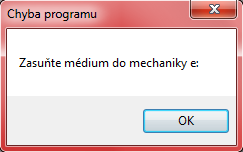 Chyba programu
Zasuňte médium do mechaniky e:
OK